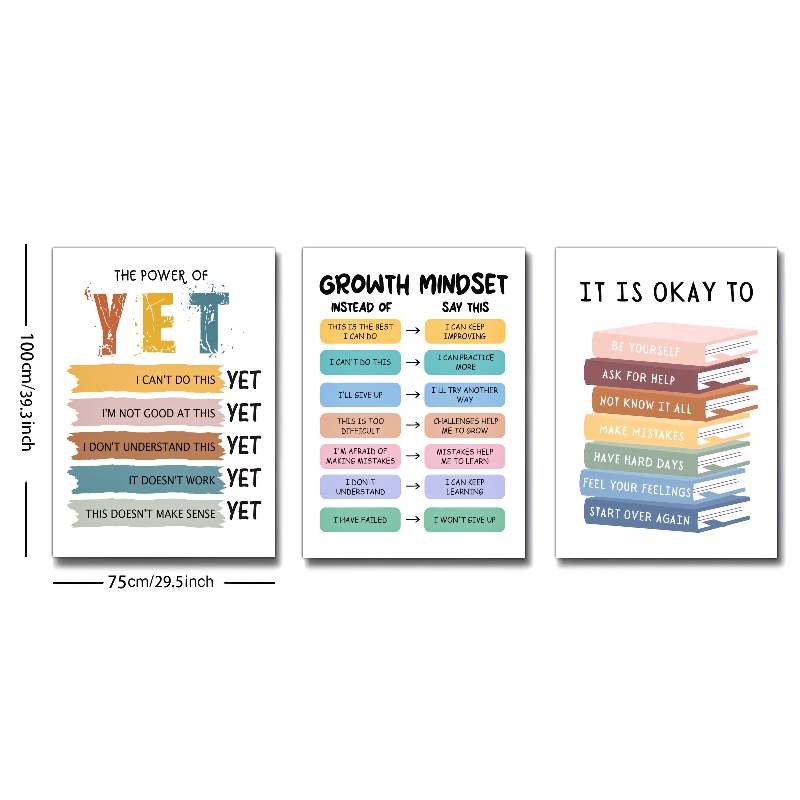 100cm/39.3inch
75cm/29.5inch
THE POWER OF
YET
I CAN'T DO THIS YET
I'M NOT GOOD AT THIS YET
I DON'T UNDERSTAND THIS YET
IT DOESN'T WORK YET
THIS DOESN'T MAKE SENSE YET
GROWTH MINDSET
INSTEAD OF
SAY THIS
THIS IS THE BEST
I CAN DO
→
I CAN KEEP
IMPROVING
I CAN'T DO THIS
→
I CAN PRACTICE
MORE
I'LL GIVE UP
→
I'LL TRY ANOTHER
WAY
THIS IS TOO
DIFFICULT
→
CHALLENGES HELP
ME TO GROW
I'M AFRAID OF
MAKING MISTAKES
→
MISTAKES HELP
ME TO LEARN
I DON'T
UNDERSTAND
→
I CAN KEEP
LEARNING
I HAVE FAILED
→
I WON'T GIVE UP
IT IS OKAY TO
BE YOURSELF
ASK FOR HELP
NOT KNOW IT ALL
MAKE MISTAKES
HAVE HARD DAYS
FEEL YOUR FEELINGS
START OVER AGAIN